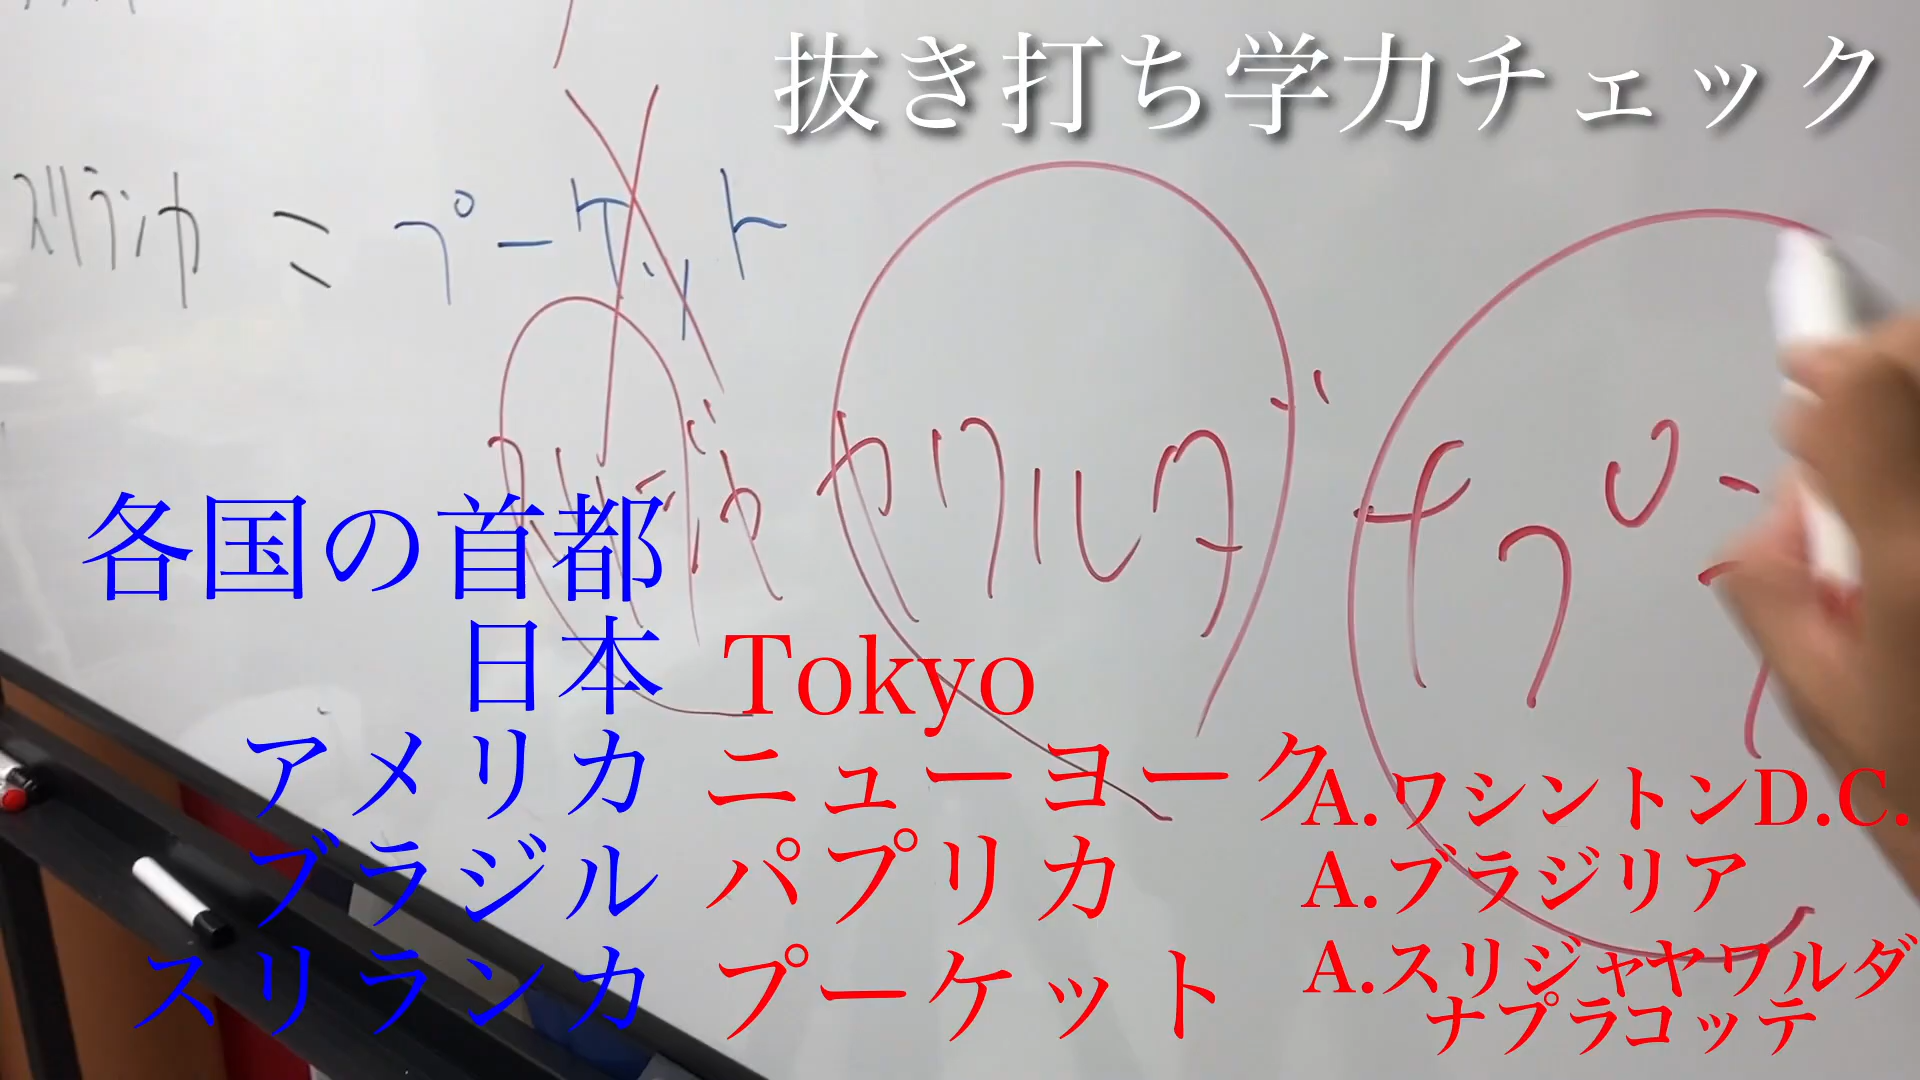 抜き打ち学力チェック
スリランカ = プーケット
スリジャヤワルダ
ナプ
各国の首都
日本 Tokyo
アメリカ ニューヨーク A.ワシントンD.C.
ブラジル パプリカ A.ブラジリア
スリランカ プーケット A.スリジャヤワルダ
ナプラコッテ